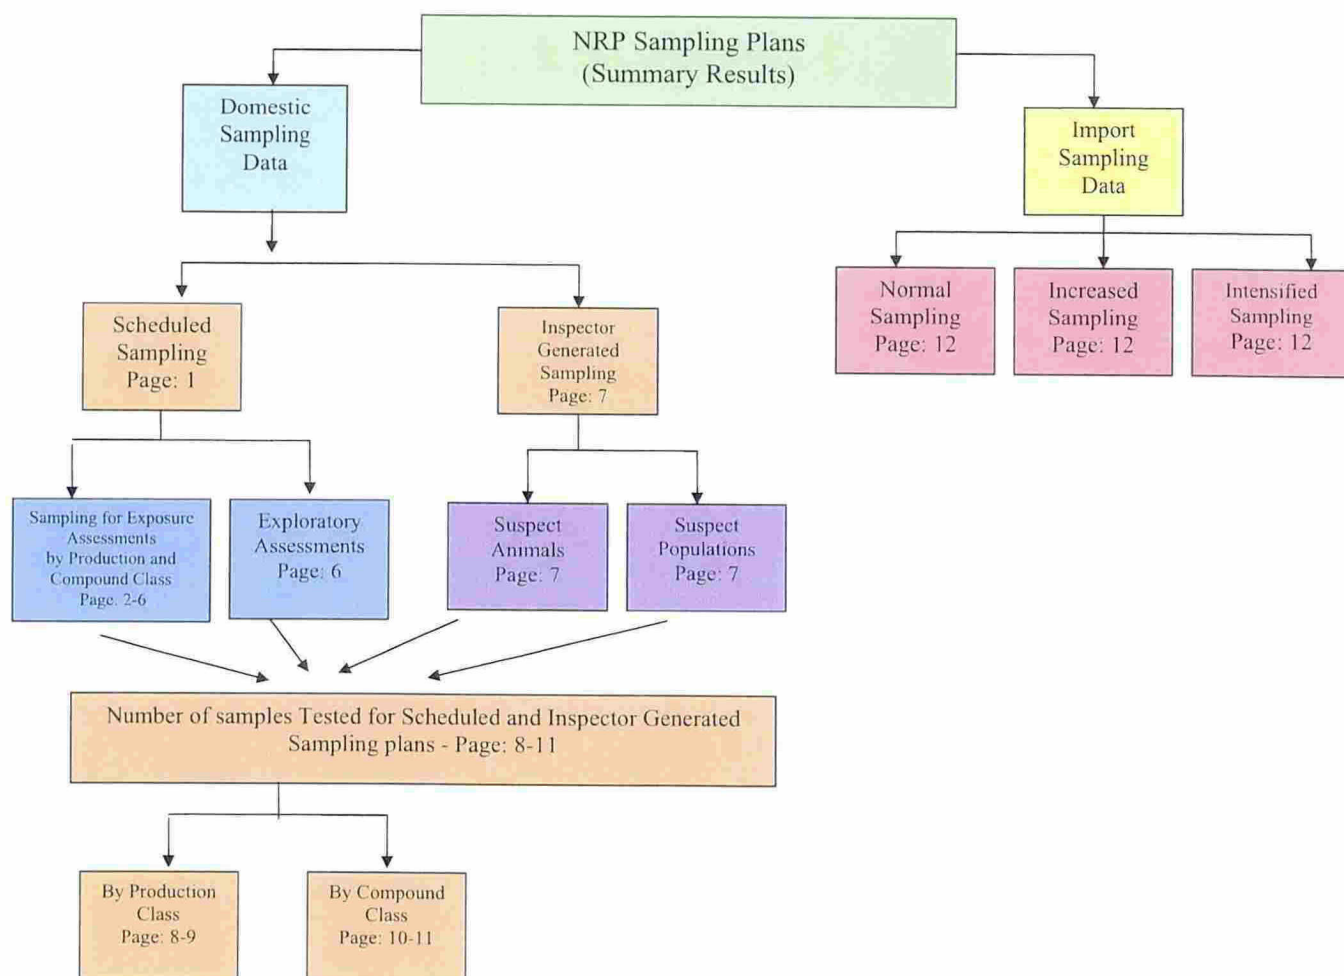 NRP Sampling Plans
(Summary Results)
Domestic
Sampling
Data
Import
Sampling
Data
Scheduled
Sampling
Page: 1
Inspector
Generated
Sampling
Page: 7
Normal
Sampling
Page: 12
Increased
Sampling
Page: 12
Intensified
Sampling
Page: 12
Sampling for Exposure
Assessments
by Production and
Compound Class
Page. 2-6
Exploratory
Assessments
Page: 6
Suspect
Animals
Page: 7
Suspect
Populations
Page: 7
Number of samples Tested for Scheduled and Inspector Generated
Sampling plans - Page: 8-11
By Production
Class
Page: 8-9
By Compound
Class
Page: 10-11